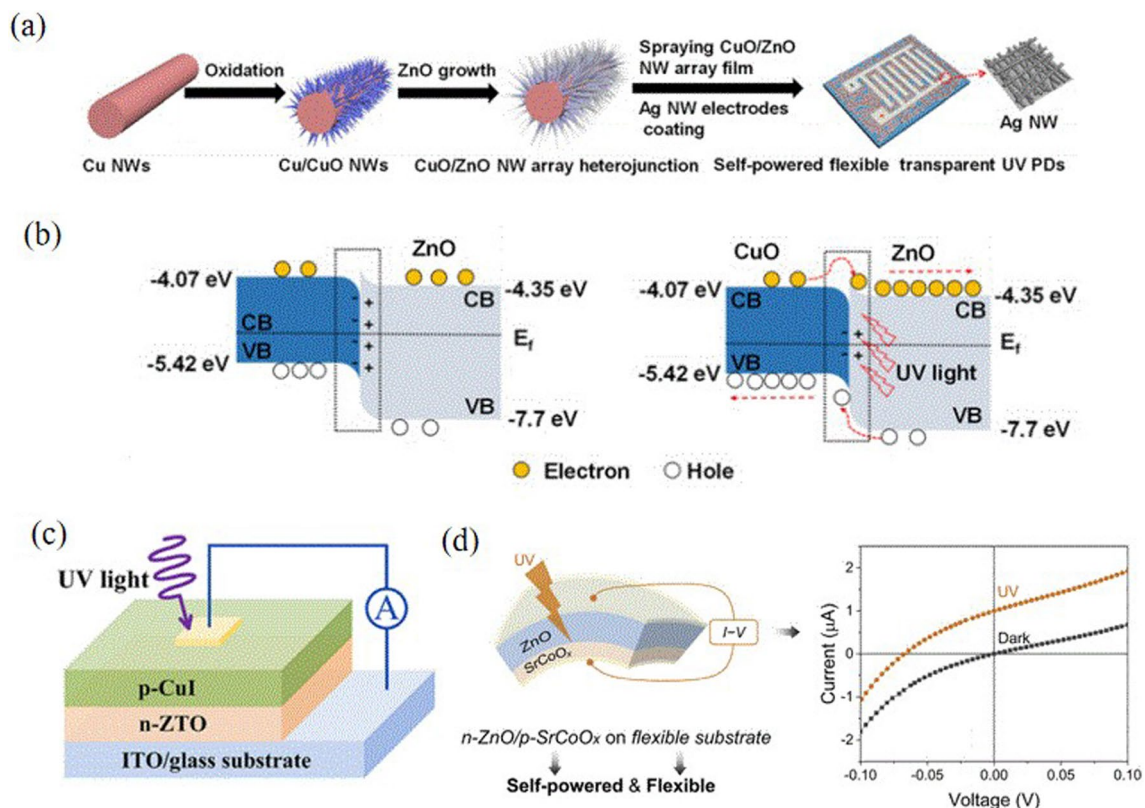 (a)
Oxidation
ZnO growth
Spraying CuO/ZnO
NW array film
Ag NW electrodes
coating
Cu NWs
Cu/CuO NWs
CuO/ZnO NW array heterojunction
Self-powered flexible transparent UV PDs
Ag NW
(b)
ZnO
-4.07 eV
CB
-4.35 eV
CB
VB
Ef
-5.42 eV
VB
-7.7 eV
- + - + - + - +
CuO
ZnO
-4.07 eV
CB
-4.35 eV
CB
VB
Ef
-5.42 eV
UV light
VB
-7.7 eV
- + - + - +
Electron
Hole
(c)
UV light
A
p-CuI
n-ZTO
ITO/glass substrate
(d)
UV
ZnO
SrCoOx
I–V
n-ZnO/p-SrCoOx on flexible substrate
Self-powered & Flexible
Current (µA)
2
1
0
-1
-2
UV
Dark
-0.10
-0.05
0.00
0.05
0.10
Voltage (V)